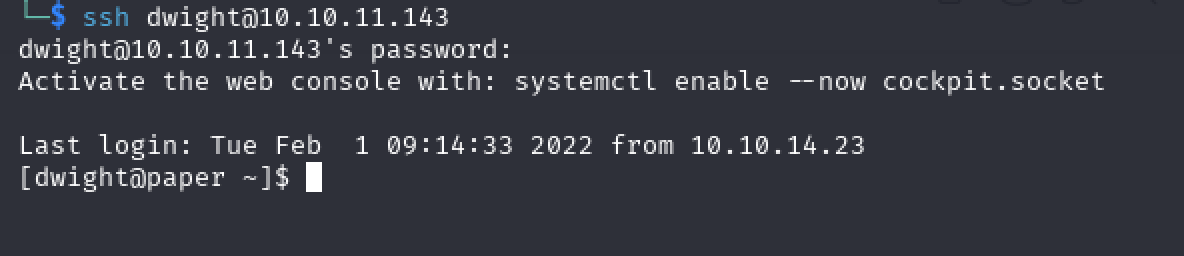 └─$ ssh dwight@10.10.11.143
dwight@10.10.11.143's password:
Activate the web console with: systemctl enable --now cockpit.socket
Last login: Tue Feb  1 09:14:33 2022 from 10.10.14.23
[dwight@paper ~]$